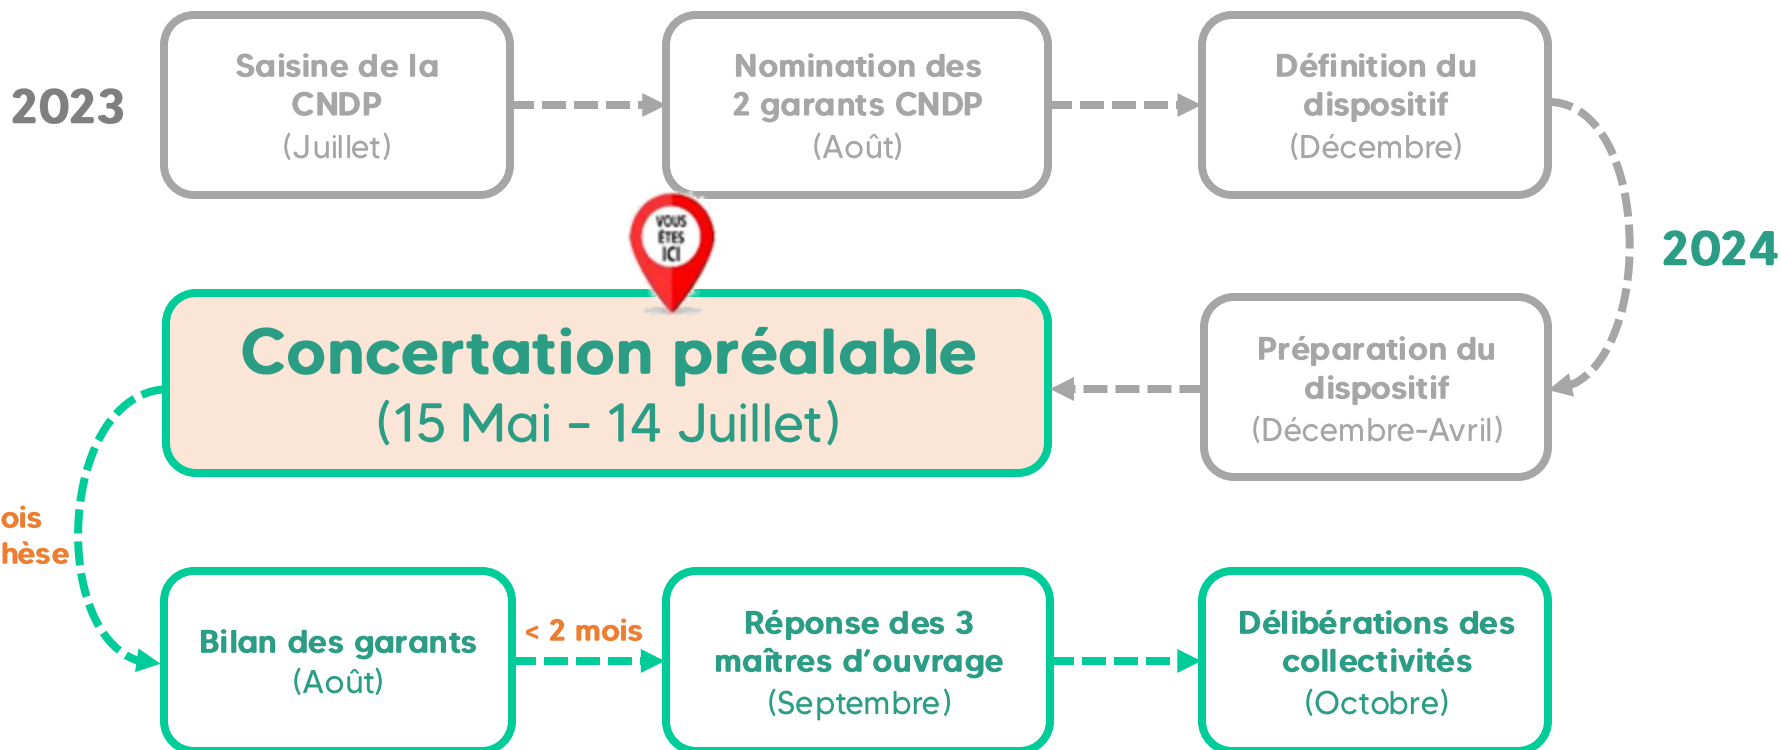 2023
Saisine de la
CNDP
(Juillet)
Nomination des
2 garants CNDP
(Août)
Définition du
dispositif
(Décembre)
2024
VOUS
ÊTES
ICI
Préparation du
dispositif
(Décembre-Avril)
Concertation préalable
(15 Mai - 14 Juillet)
ois
hèse
Bilan des garants
(Août)
< 2 mois
Réponse des 3
maîtres d'ouvrage
(Septembre)
Délibérations des
collectivités
(Octobre)